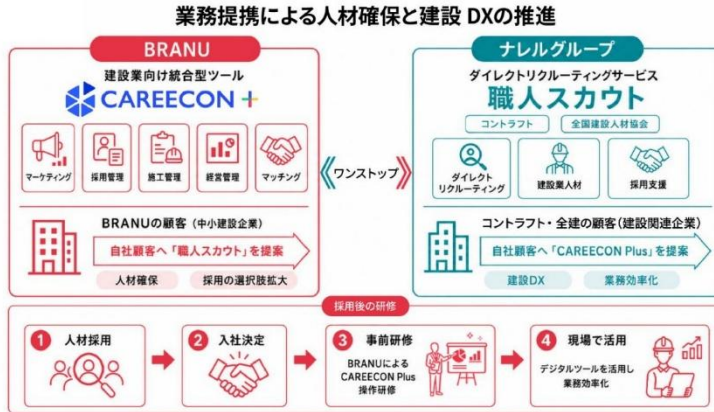 業務提携による人材確保と建設 DXの推進
BRANU
建設業向け統合型ツール
CAREECON +
マーケティング
採用管理
施工管理
経営管理
マッチング
BRANUの顧客（中小建設企業）
自社顧客へ「職人スカウト」を提案
人材確保
採用の選択肢拡大
ワンストップ
ナレルグループ
ダイレクトリクルーティングサービス
職人スカウト
コントラフト
全国建設人材協会
ダイレクト
リクルーティング
建設業人材
採用支援
コントラフト・全建の顧客（建設関連企業）
自社顧客へ「CAREECON Plus」を提案
建設DX
業務効率化
採用後の研修
1 人材採用
2 入社決定
3 事前研修
BRANUによる
CAREECON Plus
操作研修
4 現場で活用
デジタルツールを活用し
業務効率化